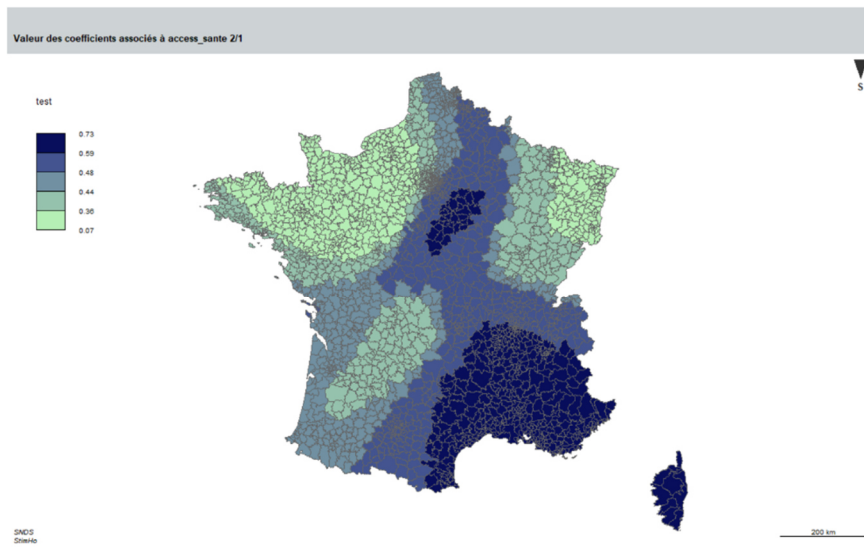 Valeur des coefficients associés à access_sante 2/1
S
test
0.73
0.59
0.48
0.44
0.36
0.07
SNDS
StimHo
200 km